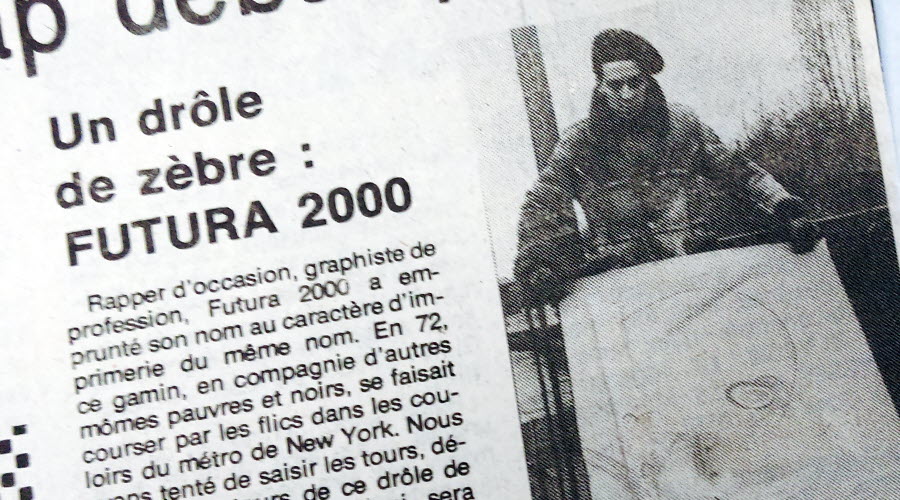 Un drôle
de zèbre :
FUTURA 2000
Rapper d'occasion, graphiste de
profession, Futura 2000 a em-
prunté son nom au caractère d'im-
primerie du même nom. En 72,
ce gamin, en compagnie d'autres
mômes pauvres et noirs, se faisait
courser par les flics dans les cou-
loirs du métro de New York. Nous
tenté de saisir les tours, dé-
de ce drôle de
sera